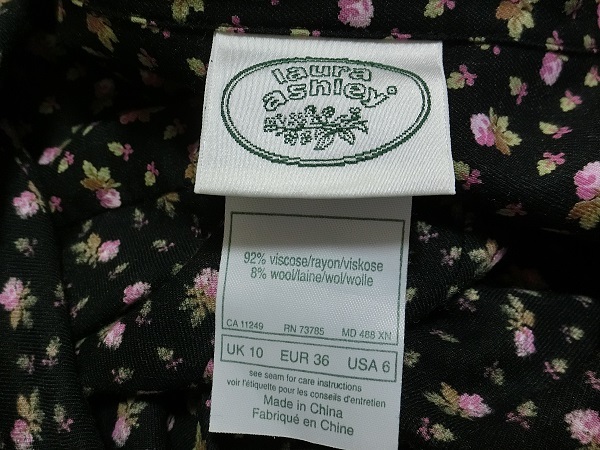 laura
ashley®
92% viscose/rayon/viskose
8% wool/laine/wol/wolle
CA 11249 RN 73785 MD 488 XN
UK 10 EUR 36 USA 6
see seam for care instructions
voir l'étiquette pour les conseils d'entretien
Made in China
Fabriqué en Chine